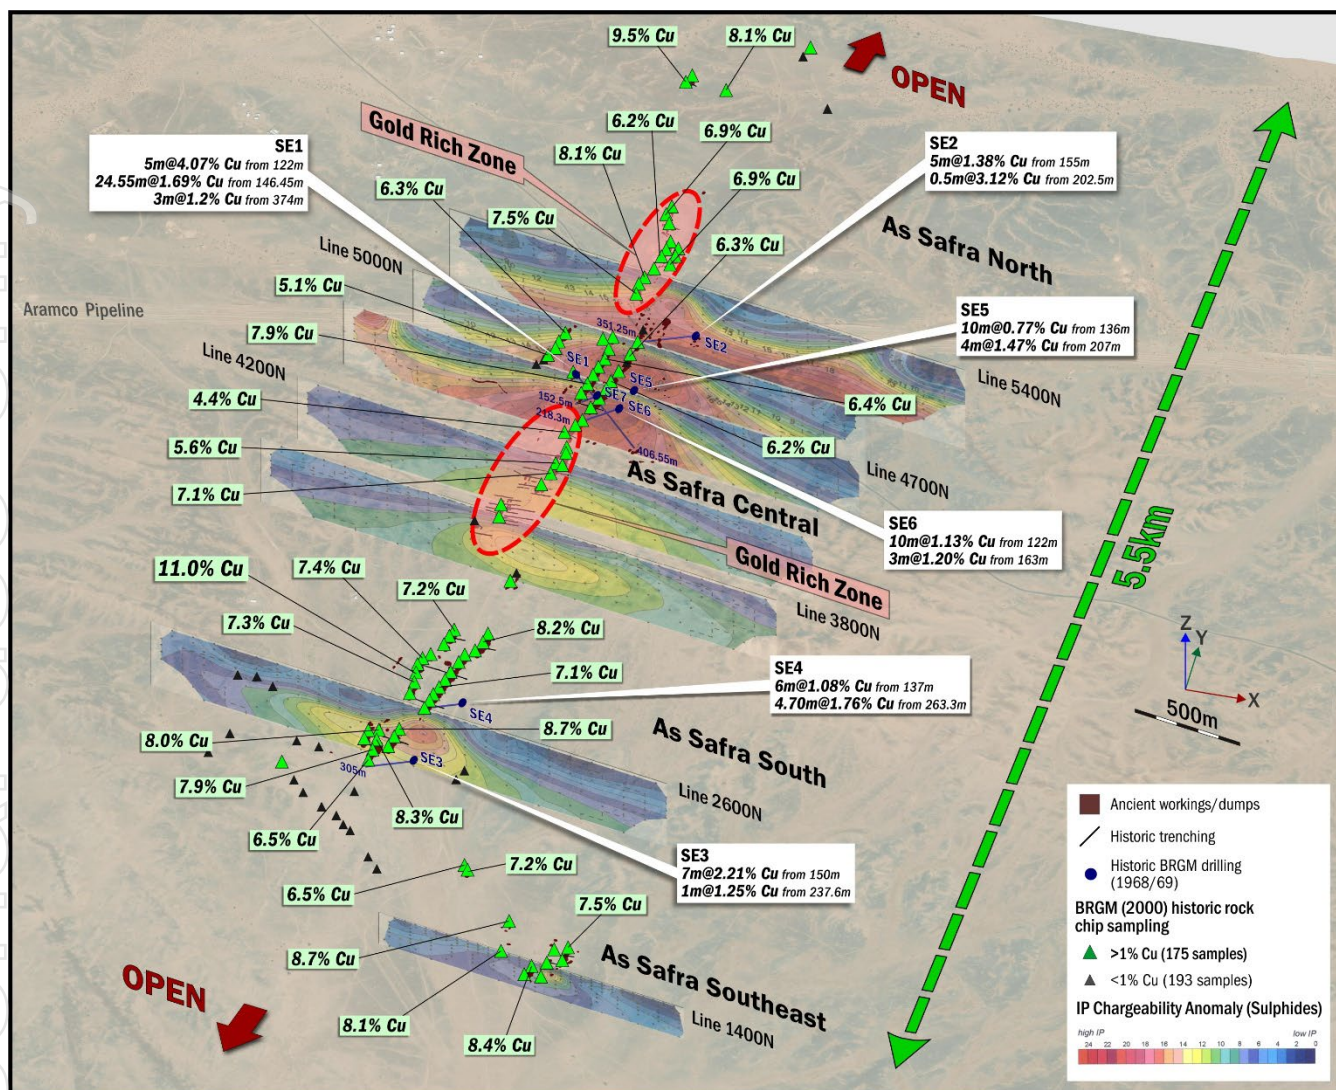 9.5% Cu
8.1% Cu
OPEN
6.2% Cu
6.9% Cu
Gold Rich Zone
8.1% Cu
SE1
5m@4.07% Cu from 122m
24.55m@1.69% Cu from 146.45m
3m@1.2% Cu from 374m
SE2
5m@1.38% Cu from 155m
0.5m@3.12% Cu from 202.5m
6.3% Cu
6.9% Cu
7.5% Cu
6.3% Cu
As Safra North
Line 5000N
5.1% Cu
Aramco Pipeline
SE5
10m@0.77% Cu from 136m
4m@1.47% Cu from 207m
7.9% Cu
351.25m
SE2
Line 4200N
SE1
SE5
Line 5400N
4.4% Cu
152.5m
SE7
SE6
218.3m
6.4% Cu
5.6% Cu
6.2% Cu
406.55m
7.1% Cu
As Safra Central
Line 4700N
SE6
10m@1.13% Cu from 122m
3m@1.20% Cu from 163m
Gold Rich Zone
5.5km
11.0% Cu
7.4% Cu
7.2% Cu
Line 3800N
7.3% Cu
8.2% Cu
7.1% Cu
SE4
6m@1.08% Cu from 137m
4.70m@1.76% Cu from 263.3m
Z
Y
X
500m
SE4
8.0% Cu
8.7% Cu
As Safra South
SE3
305m
7.9% Cu
Line 2600N
8.3% Cu
6.5% Cu
SE3
7m@2.21% Cu from 150m
1m@1.25% Cu from 237.6m
7.2% Cu
6.5% Cu
7.5% Cu
8.7% Cu
As Safra Southeast
OPEN
8.1% Cu
8.4% Cu
Line 1400N
Ancient workings/dumps
Historic trenching
Historic BRGM drilling
(1968/69)
BRGM (2000) historic rock
chip sampling
>1% Cu (175 samples)
<1% Cu (193 samples)
IP Chargeability Anomaly (Sulphides)
high IP
low IP
24 22 20 18 16 14 12 10 8 6 4 2 0